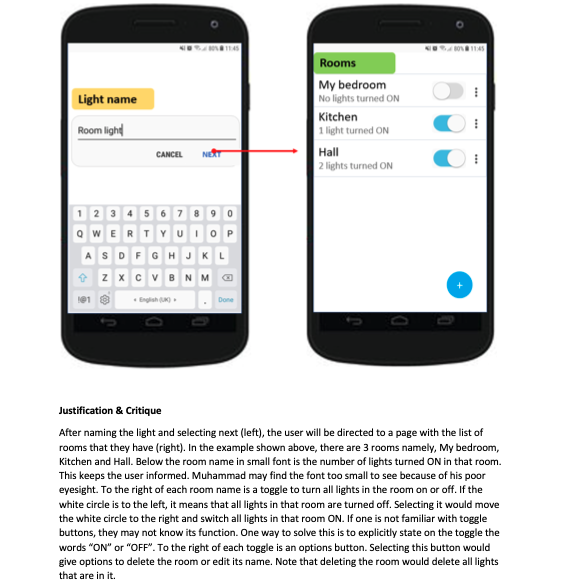 11:45
80% 11:45
Rooms
My bedroom
No lights turned ON
Kitchen
1 light turned ON
Hall
2 lights turned ON
+
Light name
Room light
CANCEL NEXT
1 2 3 4 5 6 7 8 9 0
Q W E R T Y U I O P
A S D F G H J K L
Z X C V B N M
!@1 English (UK) . Done
Justification & Critique
After naming the light and selecting next (left), the user will be directed to a page with the list of
rooms that they have (right). In the example shown above, there are 3 rooms namely, My bedroom,
Kitchen and Hall. Below the room name in small font is the number of lights turned ON in that room.
This keeps the user informed. Muhammad may find the font too small to see because of his poor
eyesight. To the right of each room name is a toggle to turn all lights in the room on or off. If the
white circle is to the left, it means that all lights in that room are turned off. Selecting it would move
the white circle to the right and switch all lights in that room ON. If one is not familiar with toggle
buttons, they may not know its function. One way to solve this is to explicitly state on the toggle the
words “ON” or “OFF”. To the right of each toggle is an options button. Selecting this button would
give options to delete the room or edit its name. Note that deleting the room would delete all lights
that are in it.